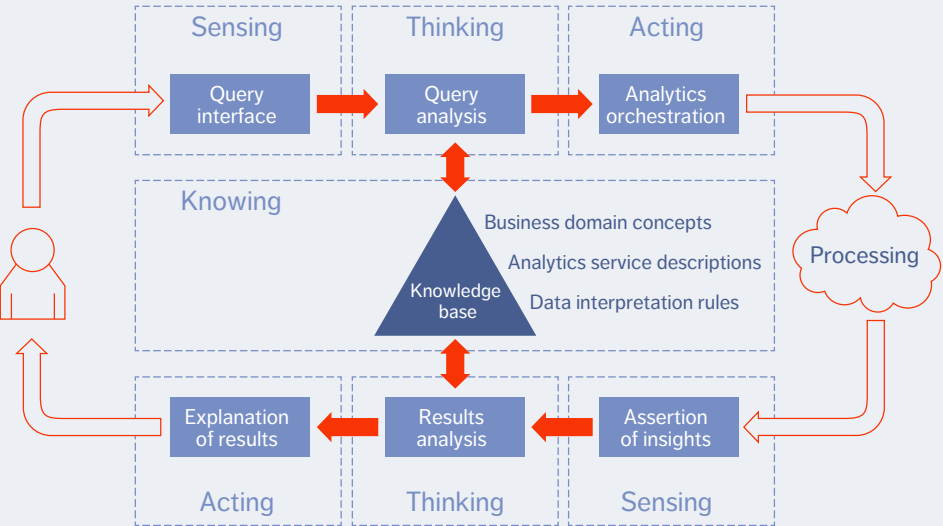 Sensing
Thinking
Acting
Query
interface
Query
analysis
Analytics
orchestration
Knowing
Business domain concepts
Analytics service descriptions
Data interpretation rules
Knowledge
base
Processing
Explanation
of results
Results
analysis
Assertion
of insights
Acting
Thinking
Sensing